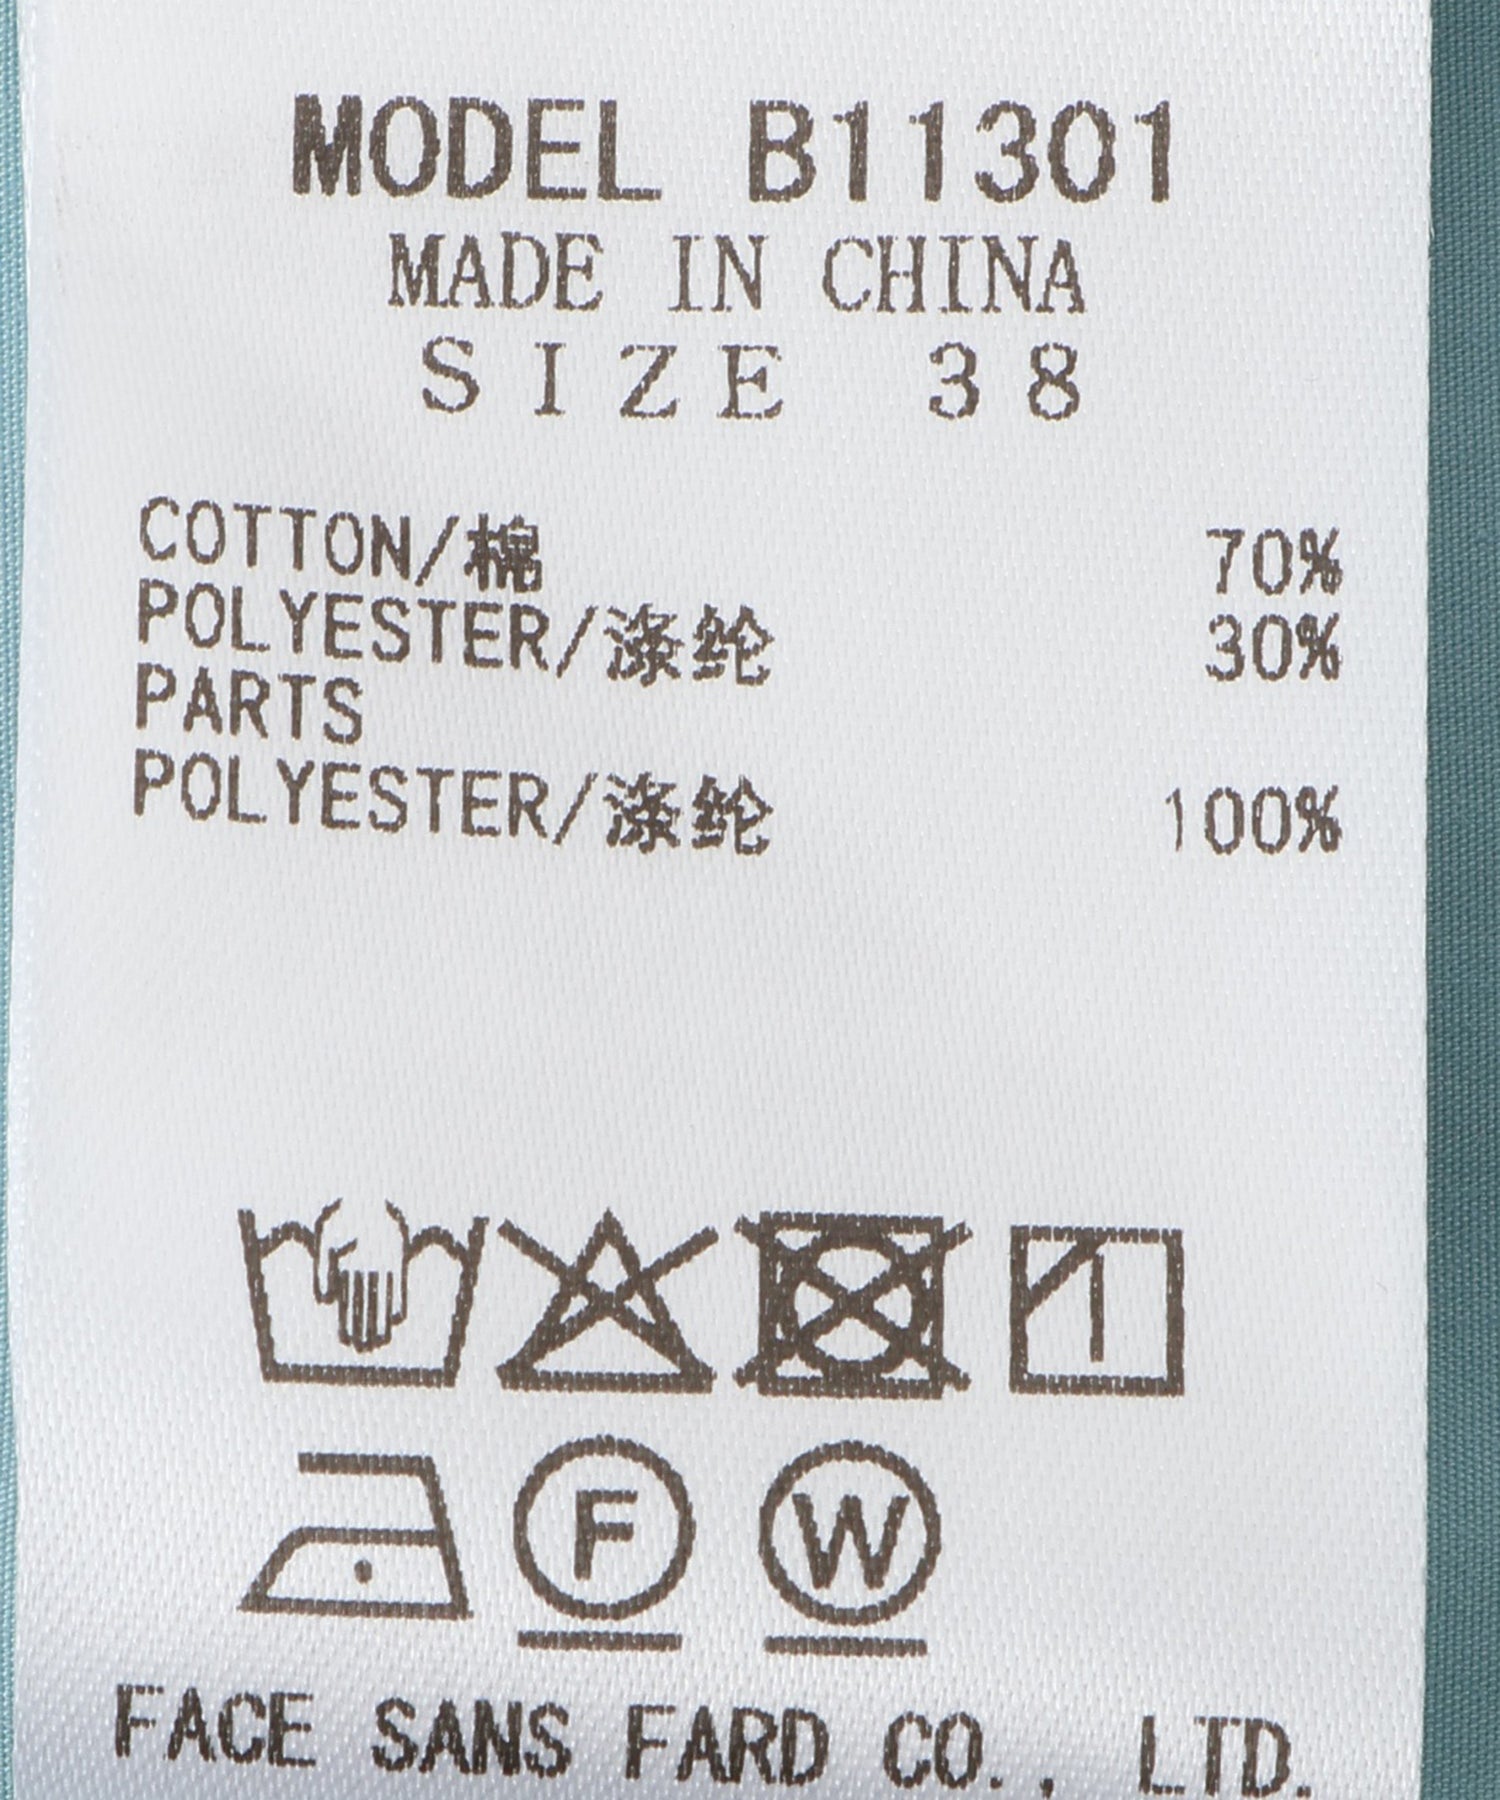 MODEL B11301
MADE IN CHINA
SIZE 38
COTTON/棉 70%
POLYESTER/涤纶 30%
PARTS
POLYESTER/涤纶 100%
F W
FACE SANS FARD CO., LTD.